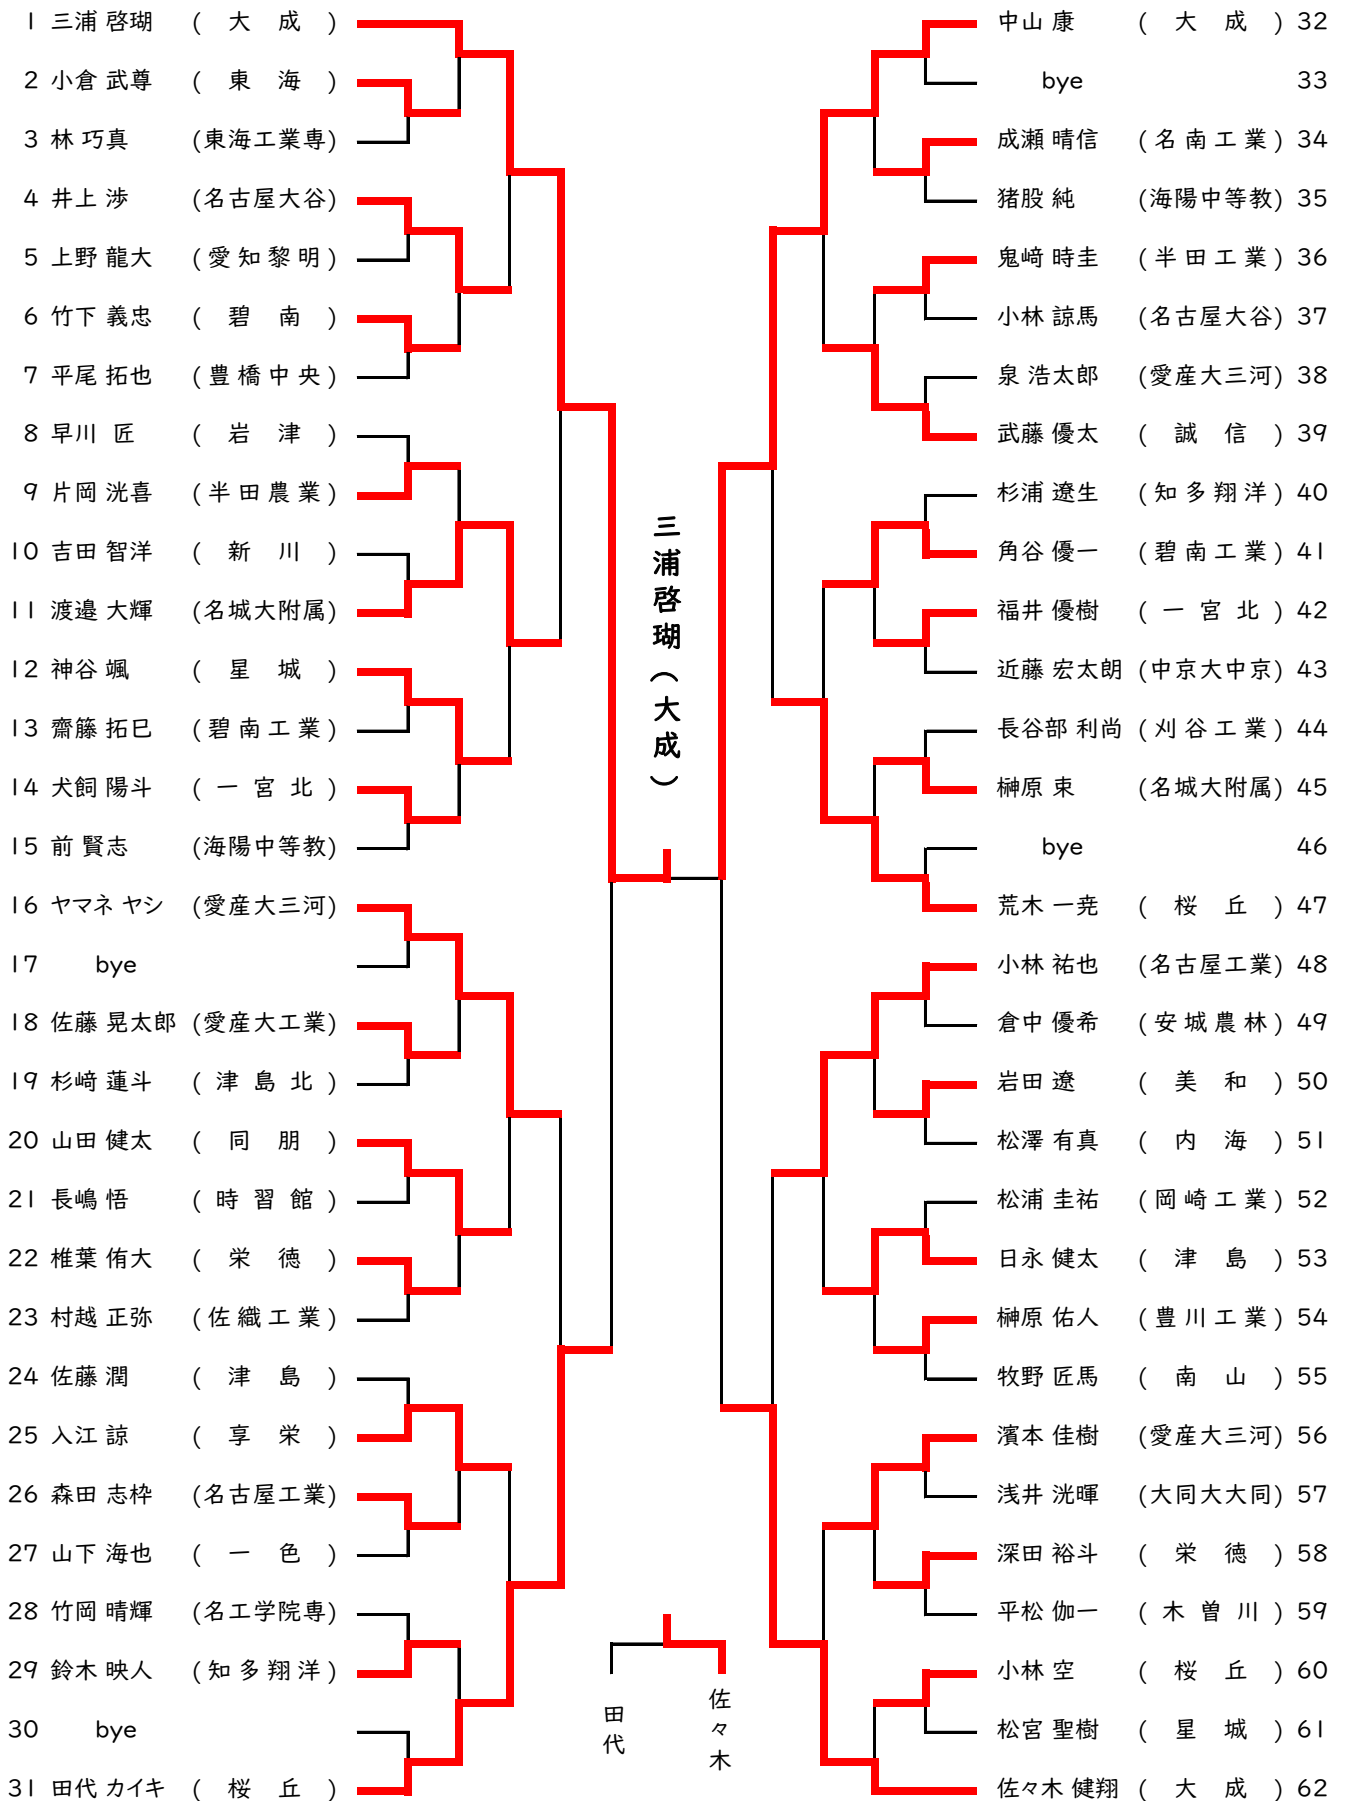 1 三浦 啓瑚 ( 大 成 )
2 小倉 武尊 ( 東 海 )
3 林 巧真 (東海工業専)
4 井上 渉 (名古屋大谷)
5 上野 龍大 (愛知黎明)
6 竹下 義忠 ( 碧 南 )
7 平尾 拓也 (豊橋中央)
8 早川 匠 ( 岩 津 )
9 片岡 洸喜 (半田農業)
10 吉田 智洋 ( 新 川 )
11 渡邉 大輝 (名城大附属)
12 神谷 颯 ( 星 城 )
13 齋藤 拓巳 (碧南工業)
14 犬飼 陽斗 ( 一 宮 北 )
15 前 賢志 (海陽中等教)
16 ヤマネ ヤシ (愛産大三河)
17 bye
18 佐藤 晃太郎 (愛産大工業)
19 杉﨑 蓮斗 ( 津 島 北 )
20 山田 健太 ( 同 朋 )
21 長嶋 悟 ( 時 習 館 )
22 椎葉 侑大 ( 栄 徳 )
23 村越 正弥 (佐織工業)
24 佐藤 潤 ( 津 島 )
25 入江 諒 ( 享 栄 )
26 森田 志枠 (名古屋工業)
27 山下 海也 ( 一 色 )
28 竹岡 晴輝 (名工学院専)
29 鈴木 映人 (知多翔洋)
30 bye
31 田代 カイキ ( 桜 丘 )
三浦啓瑚(大成)
田代
佐々木
中山 康 ( 大 成 ) 32
bye 33
成瀬 晴信 (名南工業) 34
猪股 純 (海陽中等教) 35
鬼﨑 時圭 (半田工業) 36
小林 諒馬 (名古屋大谷) 37
泉 浩太郎 (愛産大三河) 38
武藤 優太 ( 誠 信 ) 39
杉浦 遼生 (知多翔洋) 40
角谷 優一 (碧南工業) 41
福井 優樹 ( 一 宮 北 ) 42
近藤 宏太朗 (中京大中京) 43
長谷部 利尚 (刈谷工業) 44
榊原 束 (名城大附属) 45
bye 46
荒木 一尭 ( 桜 丘 ) 47
小林 祐也 (名古屋工業) 48
倉中 優希 (安城農林) 49
岩田 遼 ( 美 和 ) 50
松澤 有真 ( 内 海 ) 51
松浦 圭祐 (岡崎工業) 52
日永 健太 ( 津 島 ) 53
榊原 佑人 (豊川工業) 54
牧野 匠馬 ( 南 山 ) 55
濱本 佳樹 (愛産大三河) 56
浅井 洸暉 (大同大大同) 57
深田 裕斗 ( 栄 徳 ) 58
平松 伽一 ( 木 曽 川 ) 59
小林 空 ( 桜 丘 ) 60
松宮 聖樹 ( 星 城 ) 61
佐々木 健翔 ( 大 成 ) 62